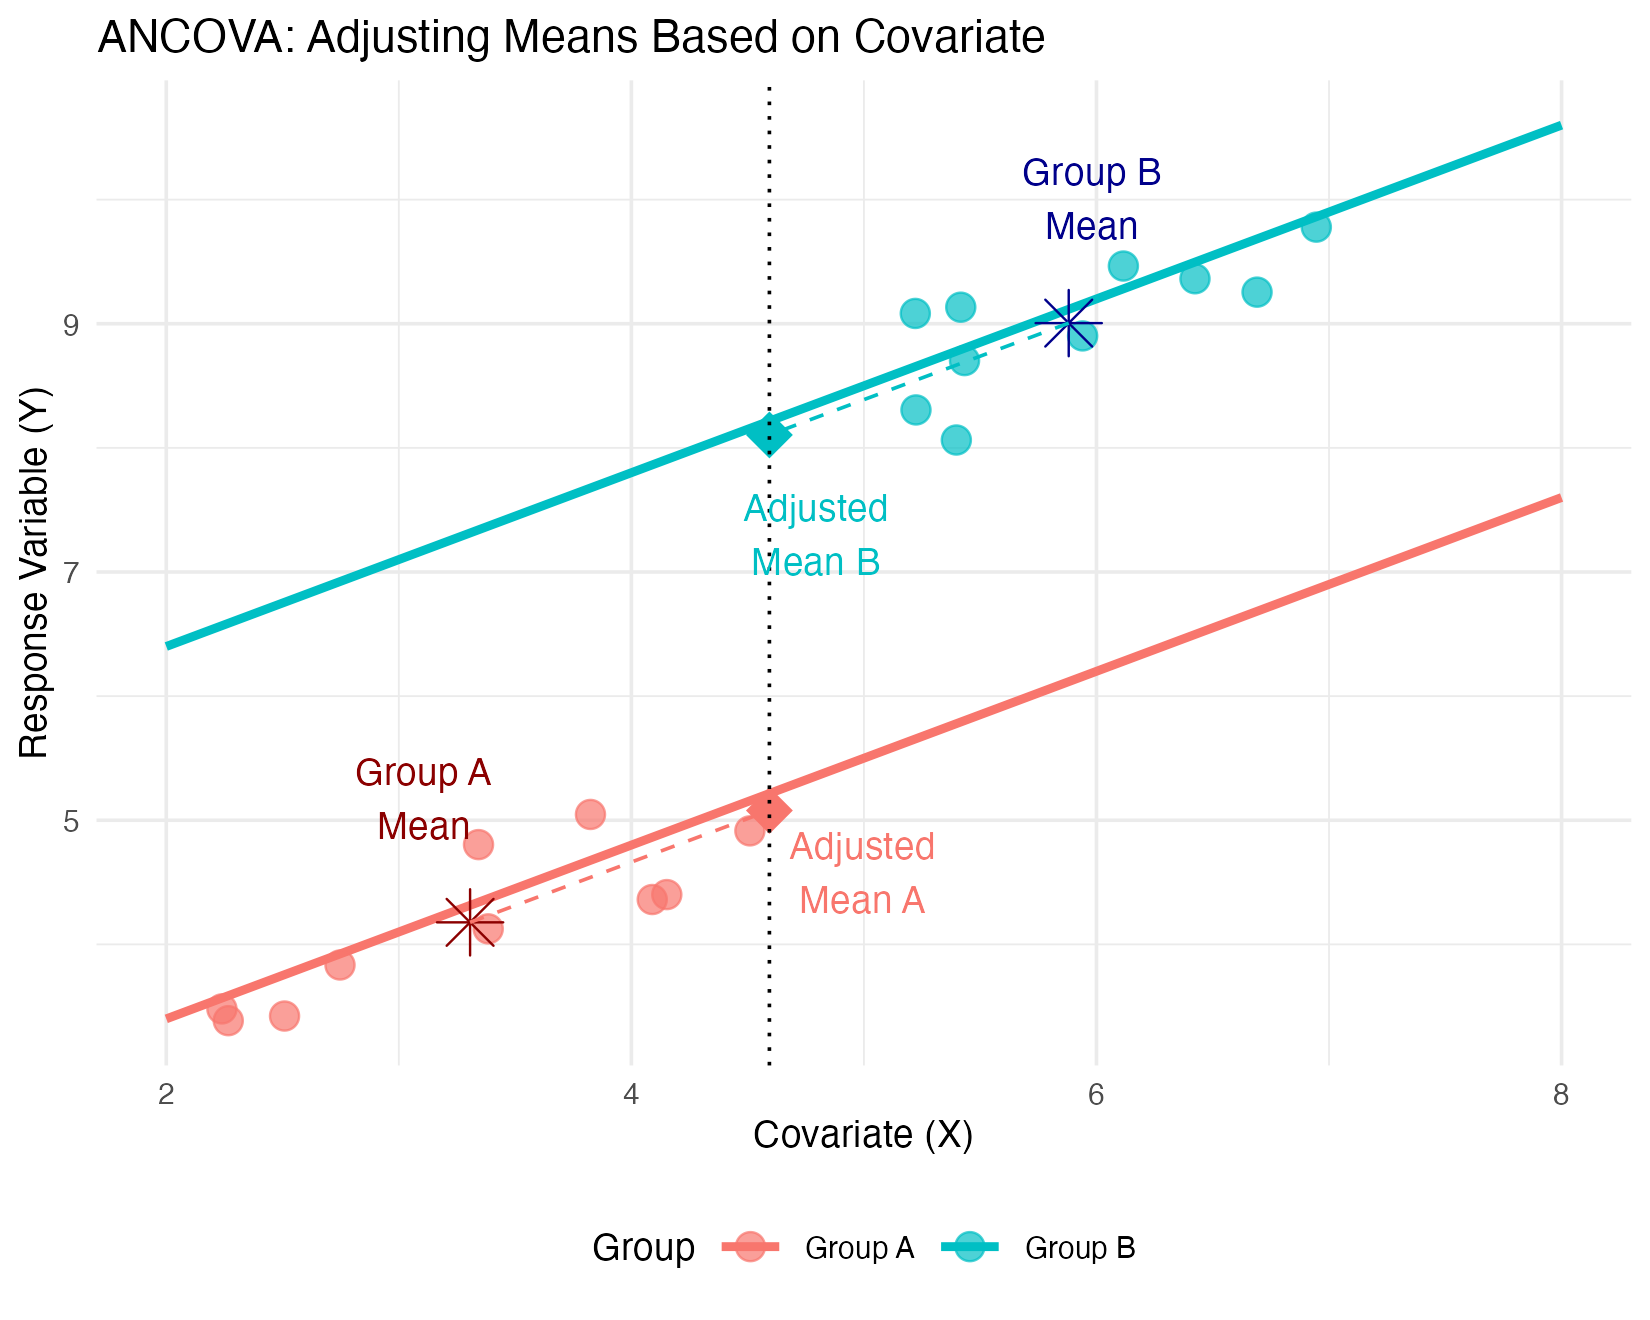 ANCOVA: Adjusting Means Based on Covariate
Group B
Mean
9
Adjusted
Mean B
7
Response Variable (Y)
Group A
Mean
5
Adjusted
Mean A
2
4
6
8
Covariate (X)
Group
Group A
Group B